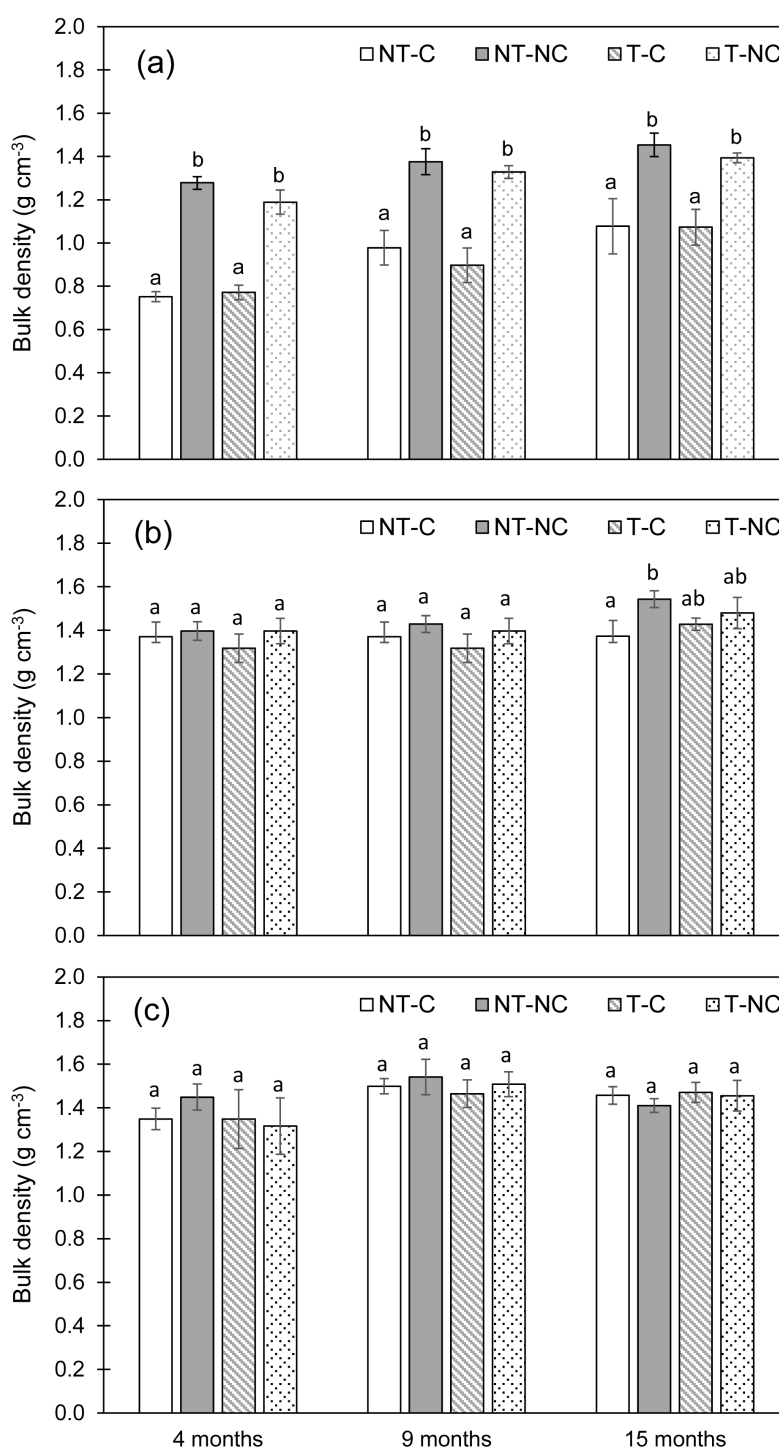 (a)
NT-C NT-NC T-C T-NC
Bulk density (g cm⁻³)
2.0
1.8
1.6
1.4
1.2
1.0
0.8
0.6
0.4
0.2
0.0
a b a b
a b a b
a b a b
(b)
NT-C NT-NC T-C T-NC
Bulk density (g cm⁻³)
2.0
1.8
1.6
1.4
1.2
1.0
0.8
0.6
0.4
0.2
0.0
a a a a
a a a a
a b ab ab
(c)
NT-C NT-NC T-C T-NC
Bulk density (g cm⁻³)
2.0
1.8
1.6
1.4
1.2
1.0
0.8
0.6
0.4
0.2
0.0
a a a a
a a a a
a a a a
4 months 9 months 15 months